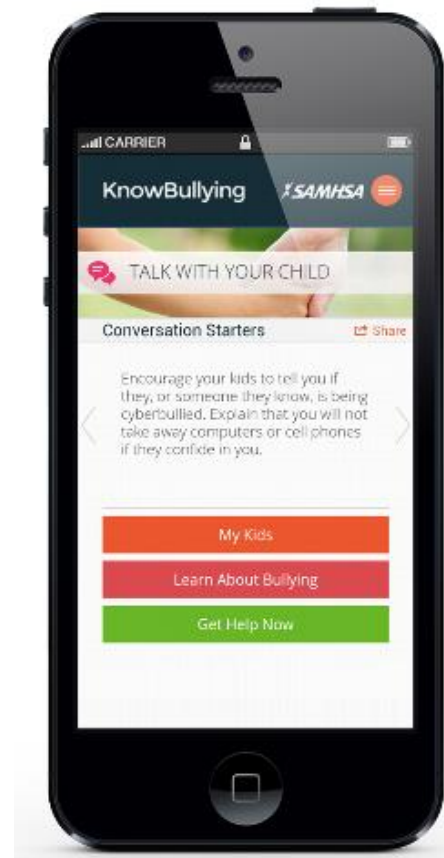 CARRIER
KnowBullying SAMHSA
TALK WITH YOUR CHILD
Conversation Starters Share
Encourage your kids to tell you if
they, or someone they know, is being
cyberbullied. Explain that you will not
take away computers or cell phones
if they confide in you.
My Kids
Learn About Bullying
Get Help Now